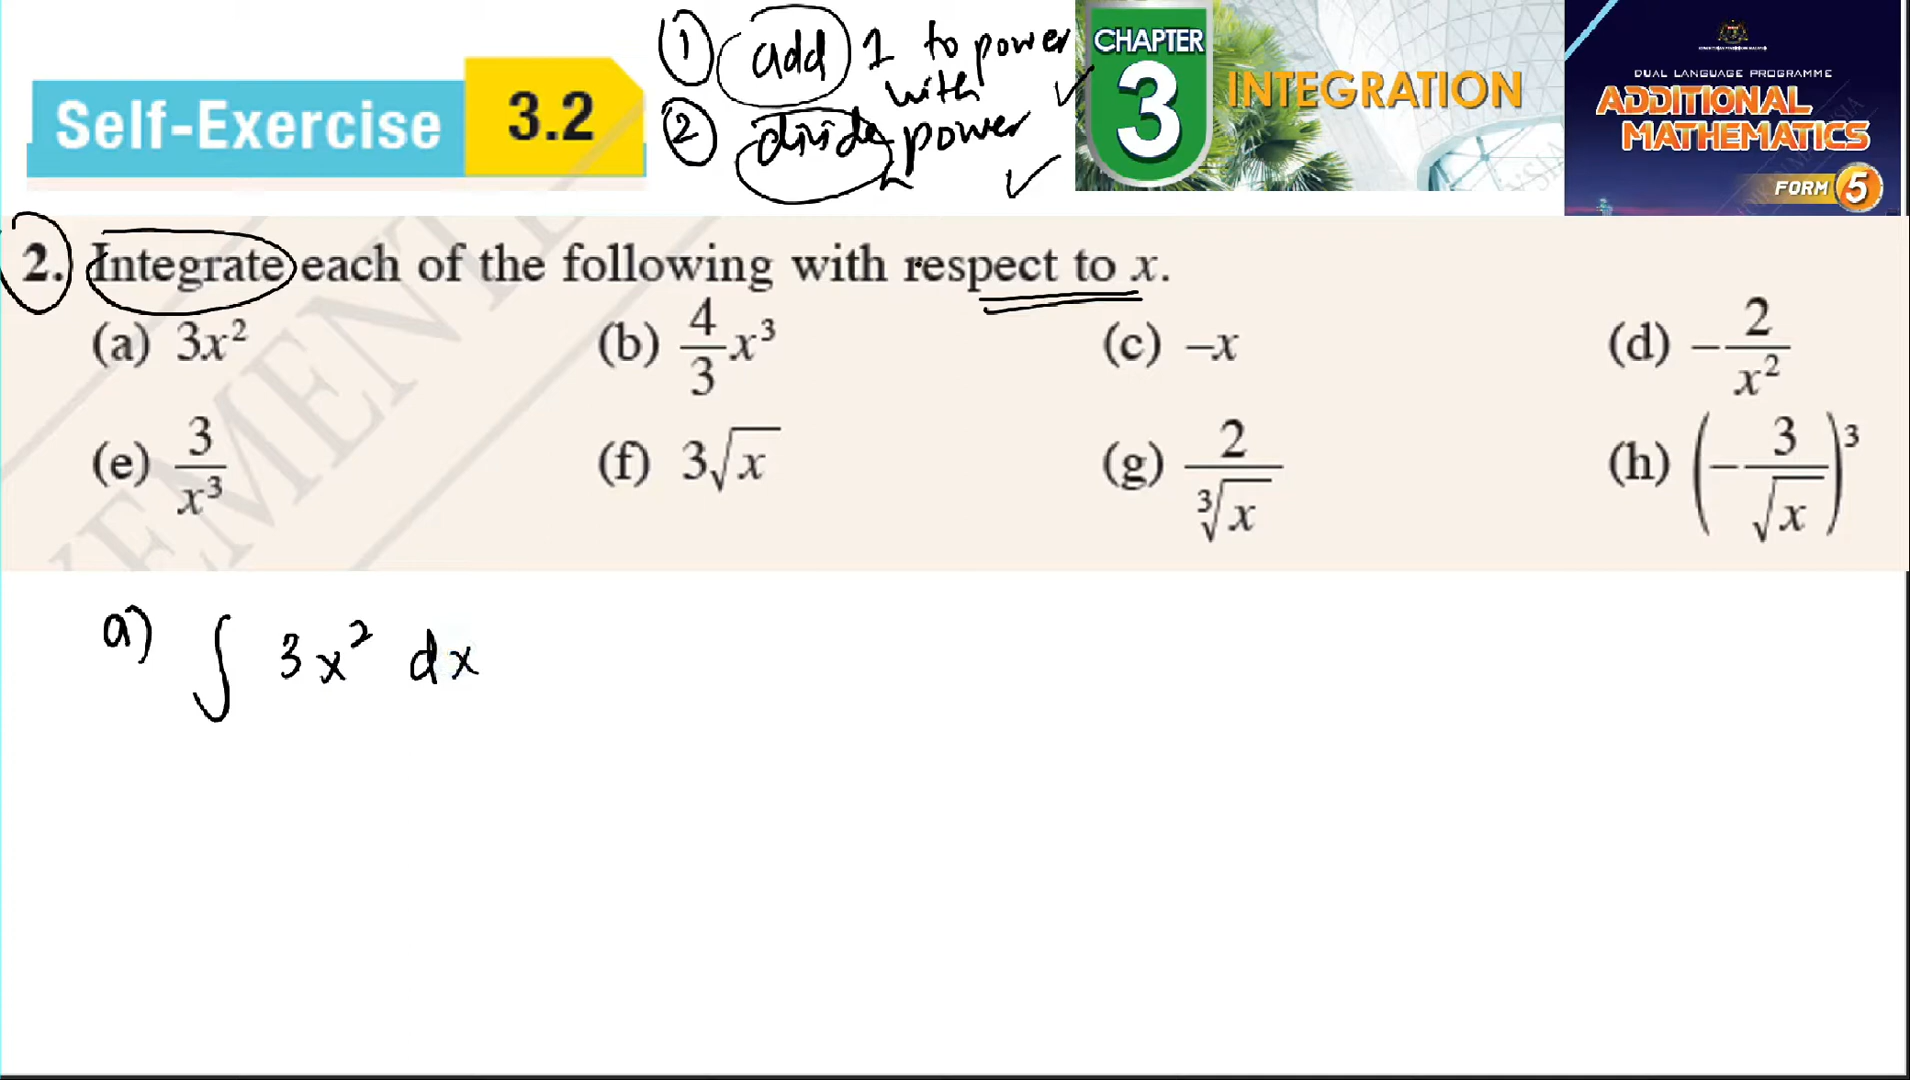 ① add 1 to power
with
② divide power
Self-Exercise 3.2
CHAPTER
3
INTEGRATION
DUAL LANGUAGE PROGRAMME
ADDITIONAL
MATHEMATICS
FORM 5
2. Integrate each of the following with respect to x.
(a) 3x² (b) 4/3 x³ (c) –x (d) –2/x²
(e) 3/x³ (f) 3√x (g) 2/∛x (h) (–3/√x)³
a) ∫ 3x² dx